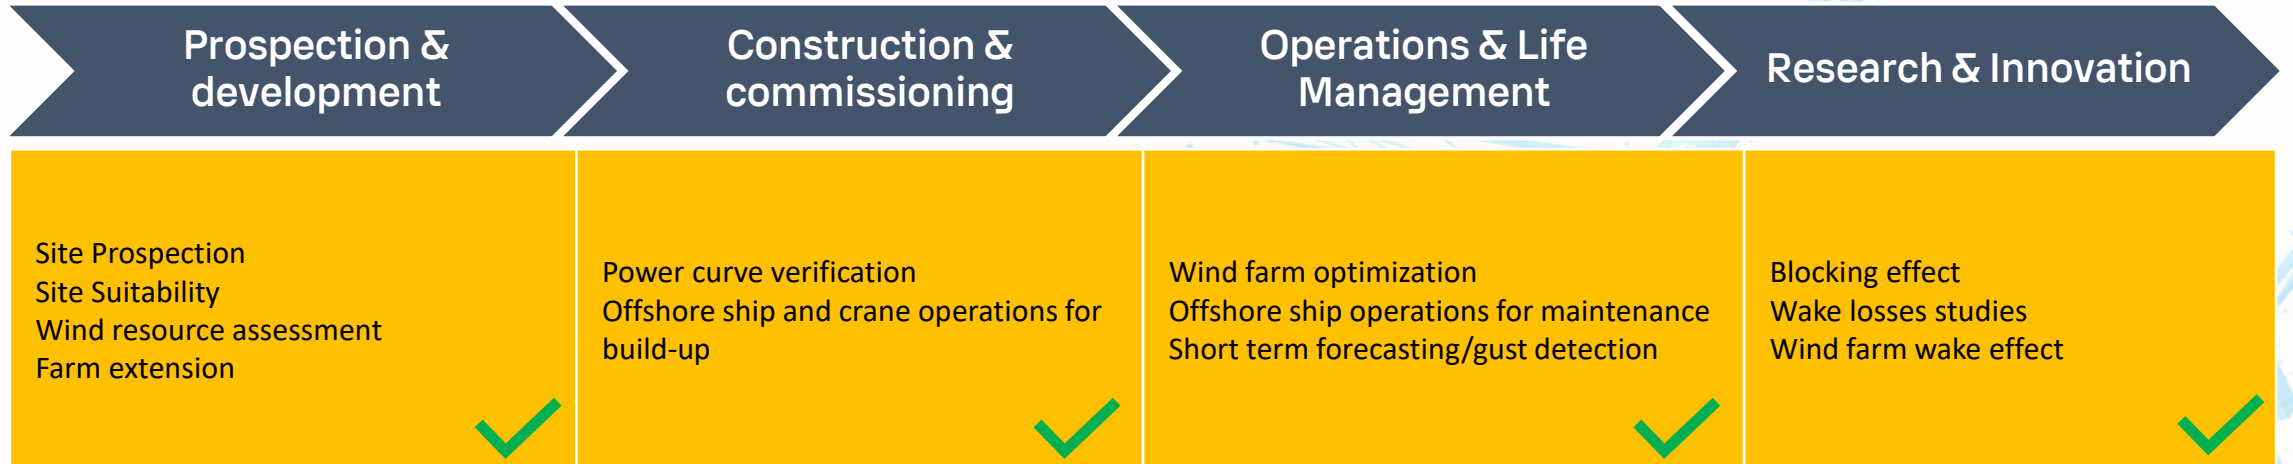 Prospection &
development
Construction &
commissioning
Operations & Life
Management
Research & Innovation
Site Prospection
Site Suitability
Wind resource assessment
Farm extension
Power curve verification
Offshore ship and crane operations for
build-up
Wind farm optimization
Offshore ship operations for maintenance
Short term forecasting/gust detection
Blocking effect
Wake losses studies
Wind farm wake effect